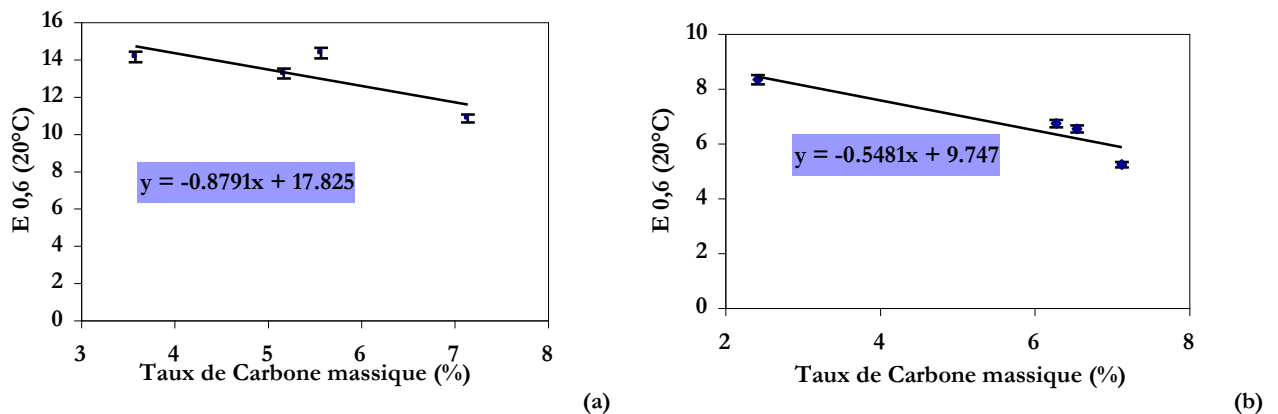 16
14
12
10
8
6
4
2
0
E 0,6 (20°C)
y = -0.8791x + 17.825
3 4 5 6 7 8
Taux de Carbone massique (%)
(a)
10
8
6
4
2
0
E 0,6 (20°C)
y = -0.5481x + 9.747
2 4 6 8
Taux de Carbone massique (%)
(b)